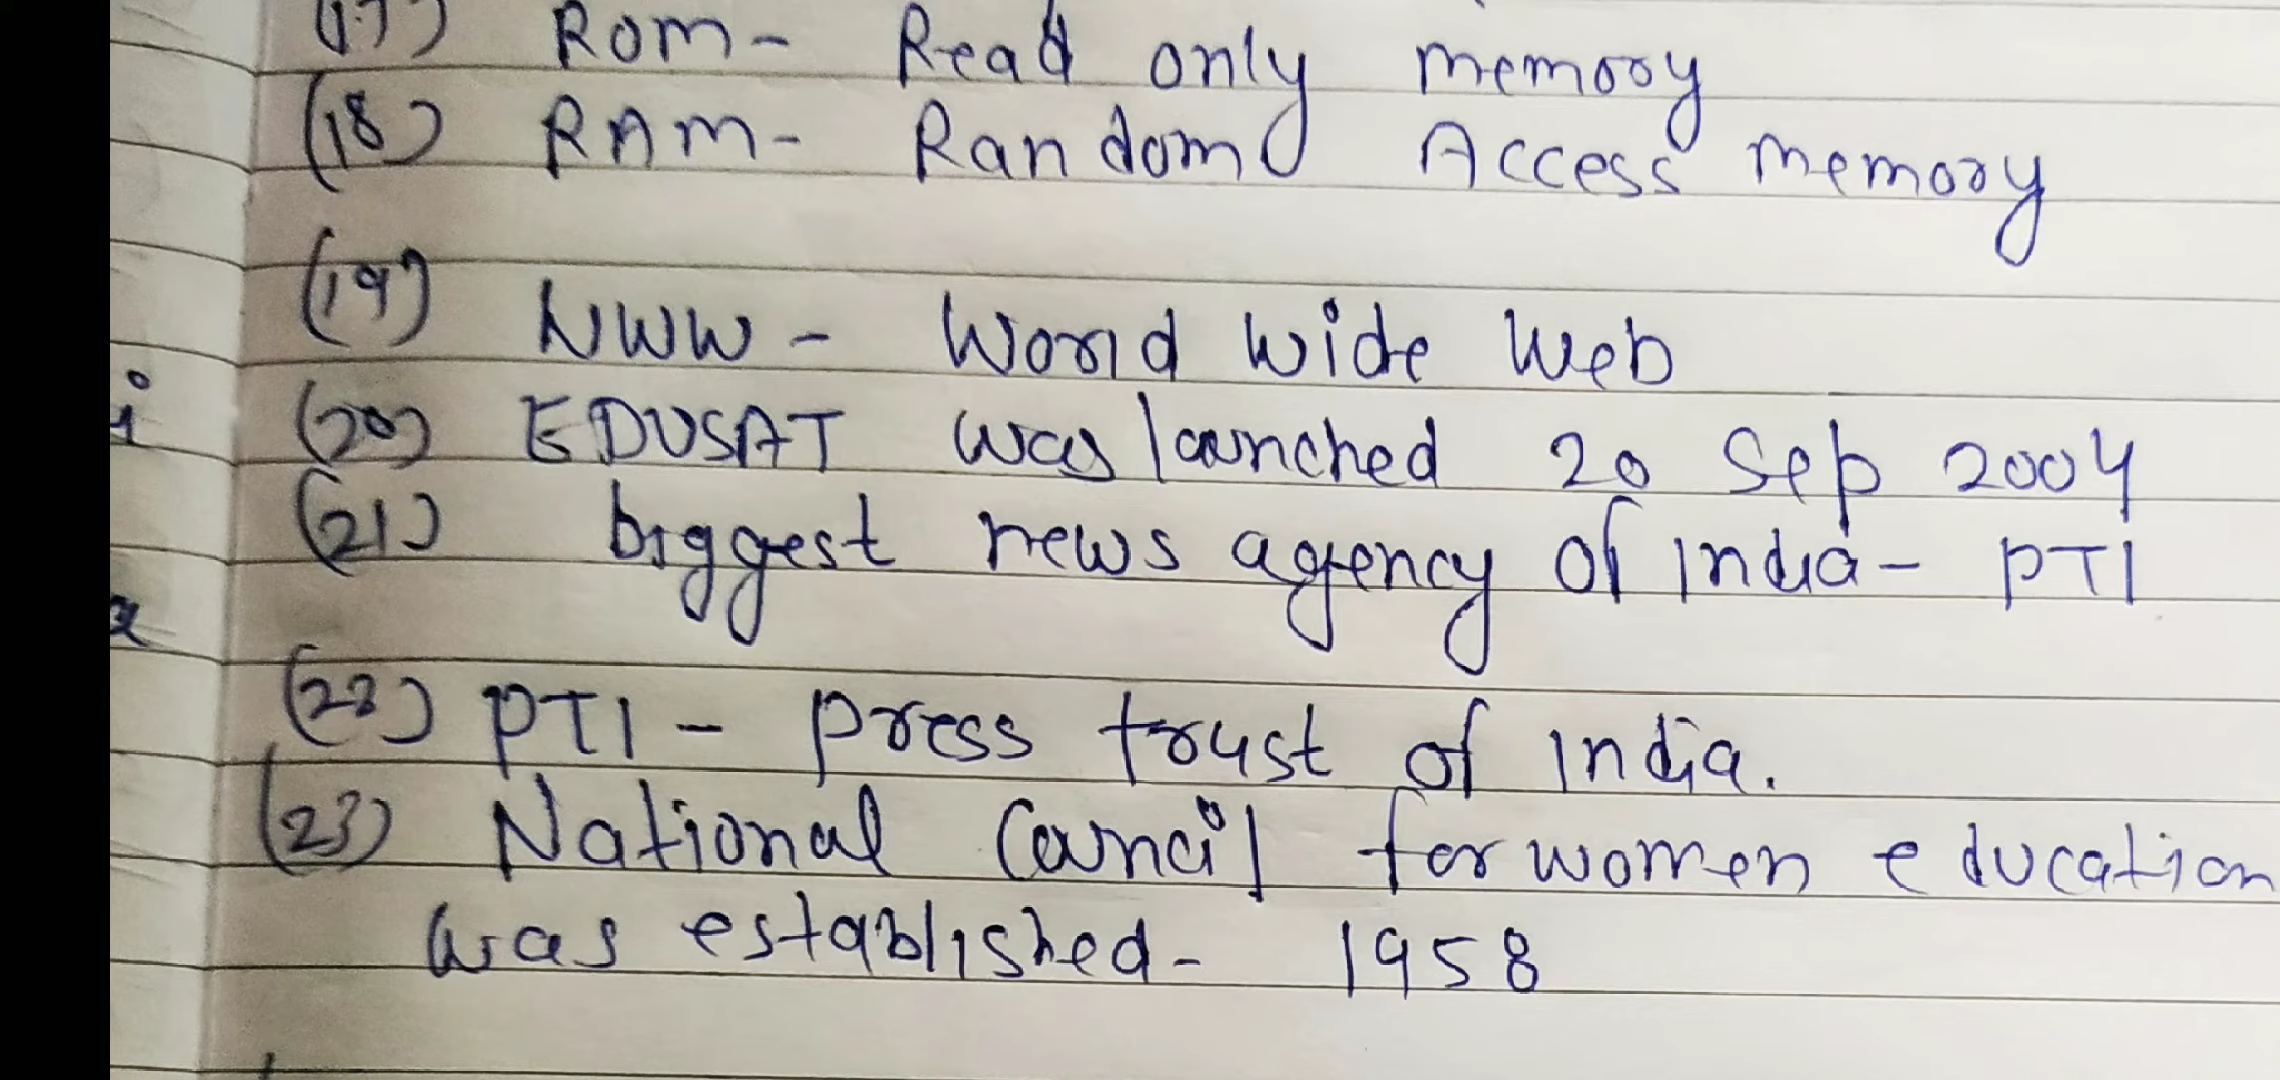 (17) Rom- Read only memory
(18) RAM- Random Access memory
(19) WWW - World Wide Web
(20) EDUSAT was launched 20 Sep 2004
(21) biggest news agency of India- PTI
(22) PTI - press trust of India.
(23) National Council for women education
was established- 1958